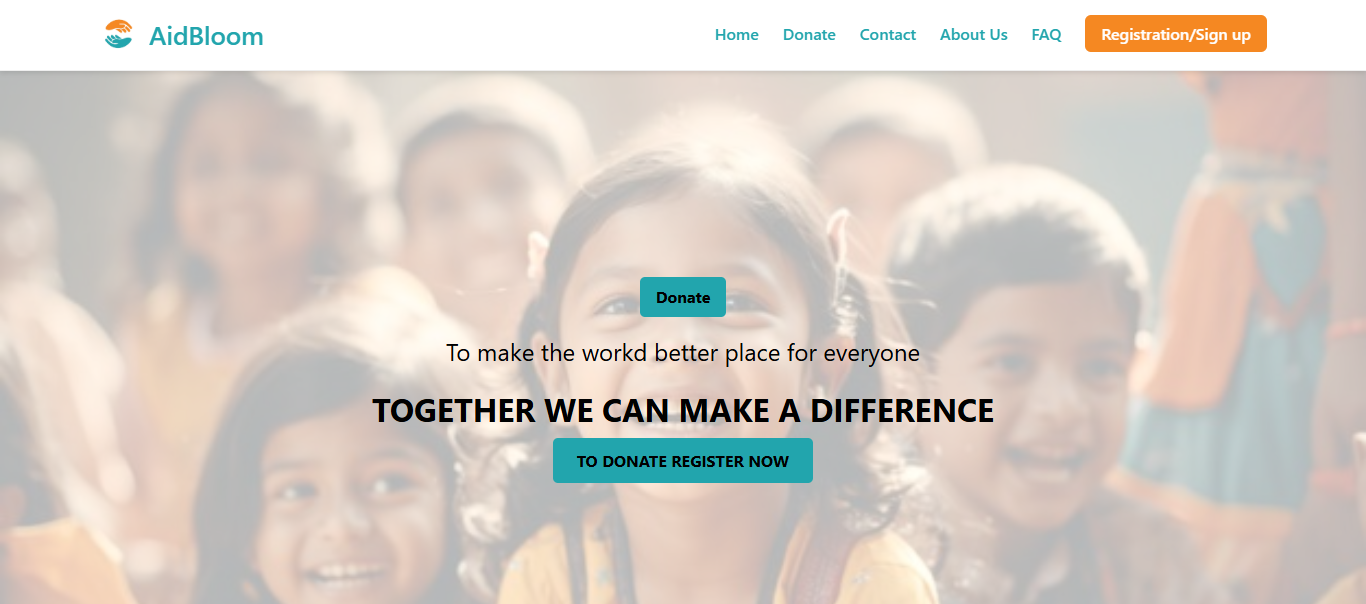 AidBloom
Home Donate Contact About Us FAQ Registration/Sign up
Donate
To make the workd better place for everyone
TOGETHER WE CAN MAKE A DIFFERENCE
TO DONATE REGISTER NOW